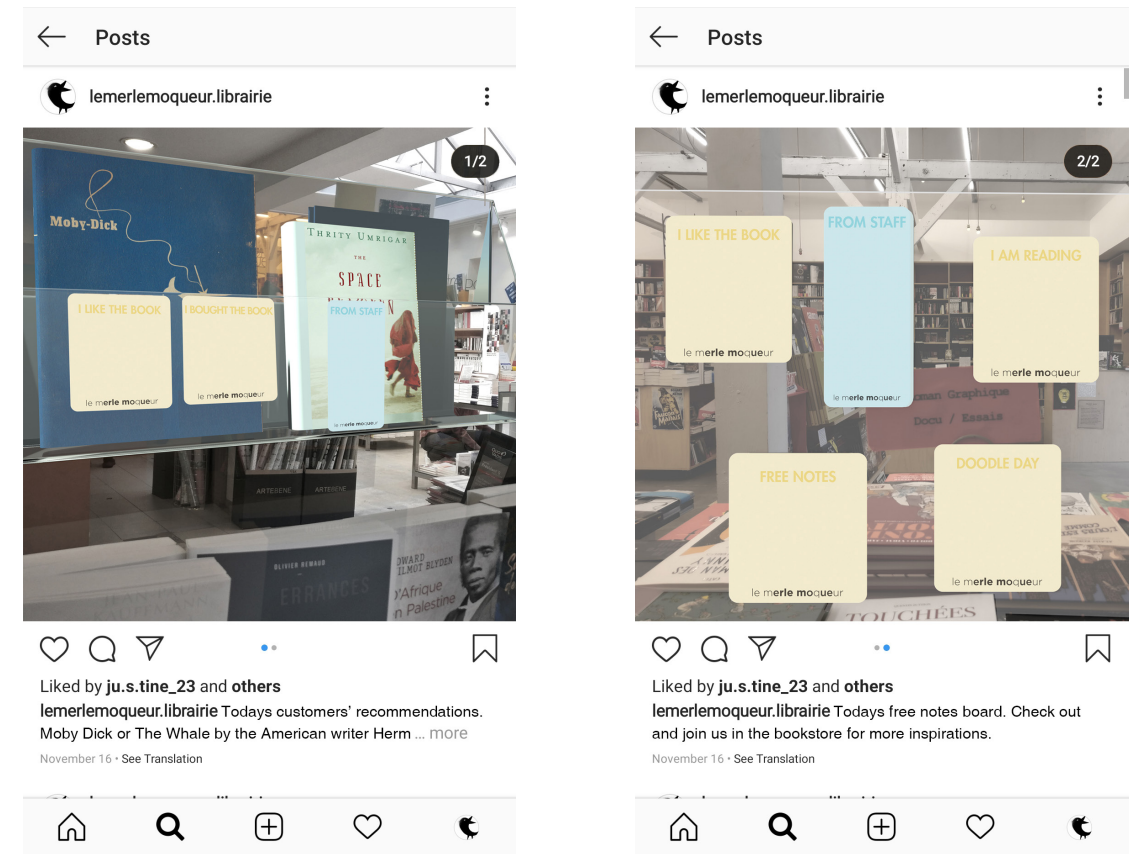 Posts
lemerlemoqueur.librairie
1/2
Moby-Dick
THRITY UMRIGAR
THE
SPACE
I LIKE THE BOOK
I BOUGHT THE BOOK
FROM STAFF
le merle moqueur
le merle moqueur
le merle moqueur
ARTEBENE
ARTEBENE
OLIVIER REMAUD
ERRANCES
WILMOT BLYDEN
d'Afrique
en Palestine
Liked by ju.s.tine_23 and others
lemerlemoqueur.librairie Todays customers' recommendations.
Moby Dick or The Whale by the American writer Herm ... more
November 16 • See Translation
Posts
lemerlemoqueur.librairie
2/2
I LIKE THE BOOK
le merle moqueur
FROM STAFF
le merle moqueur
I AM READING
le merle moqueur
Roman Graphique
Docu / Essais
FREE NOTES
le merle moqueur
DOODLE DAY
le merle moqueur
TOUCHÉES
Liked by ju.s.tine_23 and others
lemerlemoqueur.librairie Todays free notes board. Check out
and join us in the bookstore for more inspirations.
November 16 • See Translation